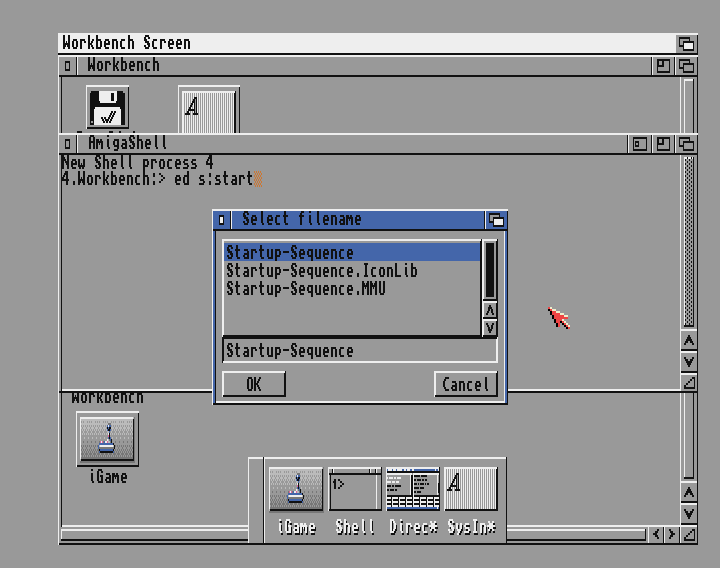 Workbench Screen
Workbench
A
AmigaShell
New Shell process 4
4.Workbench:> ed s:start
Select filename
Startup-Sequence
Startup-Sequence.IconLib
Startup-Sequence.MMU
Startup-Sequence
OK
Cancel
Workbench
iGame
1>
A
iGame
Shell
Direc*
SysIn*